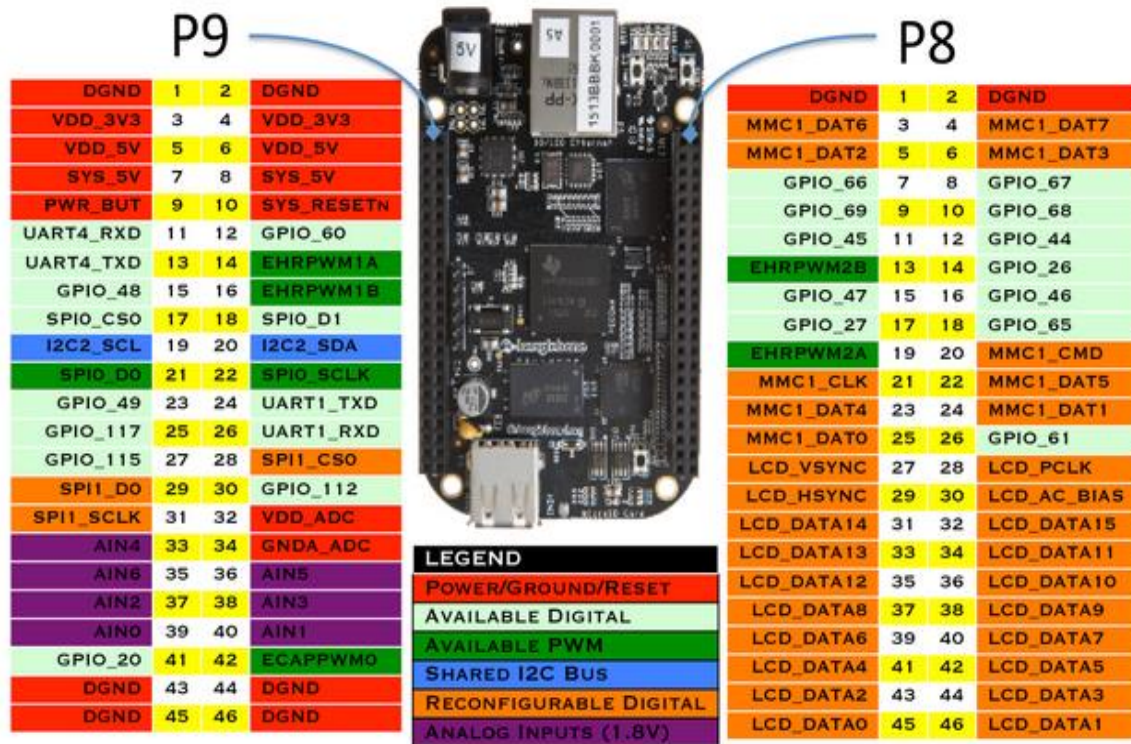 P9
P8
DGND 1 2 DGND
VDD_3V3 3 4 VDD_3V3
VDD_5V 5 6 VDD_5V
SYS_5V 7 8 SYS_5V
PWR_BUT 9 10 SYS_RESETN
UART4_RXD 11 12 GPIO_60
UART4_TXD 13 14 EHRPWM1A
GPIO_48 15 16 EHRPWM1B
SPI0_CS0 17 18 SPI0_D1
I2C2_SCL 19 20 I2C2_SDA
SPI0_D0 21 22 SPI0_SCLK
GPIO_49 23 24 UART1_TXD
GPIO_117 25 26 UART1_RXD
GPIO_115 27 28 SPI1_CS0
SPI1_D0 29 30 GPIO_112
SPI1_SCLK 31 32 VDD_ADC
AIN4 33 34 GNDA_ADC
AIN6 35 36 AIN5
AIN2 37 38 AIN3
AIN0 39 40 AIN1
GPIO_20 41 42 ECAPPWM0
DGND 43 44 DGND
DGND 45 46 DGND
A5
1513BBBK0001
beaglebone
LEGEND
POWER/GROUND/RESET
AVAILABLE DIGITAL
AVAILABLE PWM
SHARED I2C BUS
RECONFIGURABLE DIGITAL
ANALOG INPUTS (1.8V)
DGND 1 2 DGND
MMC1_DAT6 3 4 MMC1_DAT7
MMC1_DAT2 5 6 MMC1_DAT3
GPIO_66 7 8 GPIO_67
GPIO_69 9 10 GPIO_68
GPIO_45 11 12 GPIO_44
EHRPWM2B 13 14 GPIO_26
GPIO_47 15 16 GPIO_46
GPIO_27 17 18 GPIO_65
EHRPWM2A 19 20 MMC1_CMD
MMC1_CLK 21 22 MMC1_DAT5
MMC1_DAT4 23 24 MMC1_DAT1
MMC1_DAT0 25 26 GPIO_61
LCD_VSYNC 27 28 LCD_PCLK
LCD_HSYNC 29 30 LCD_AC_BIAS
LCD_DATA14 31 32 LCD_DATA15
LCD_DATA13 33 34 LCD_DATA11
LCD_DATA12 35 36 LCD_DATA10
LCD_DATA8 37 38 LCD_DATA9
LCD_DATA6 39 40 LCD_DATA7
LCD_DATA4 41 42 LCD_DATA5
LCD_DATA2 43 44 LCD_DATA3
LCD_DATA0 45 46 LCD_DATA1